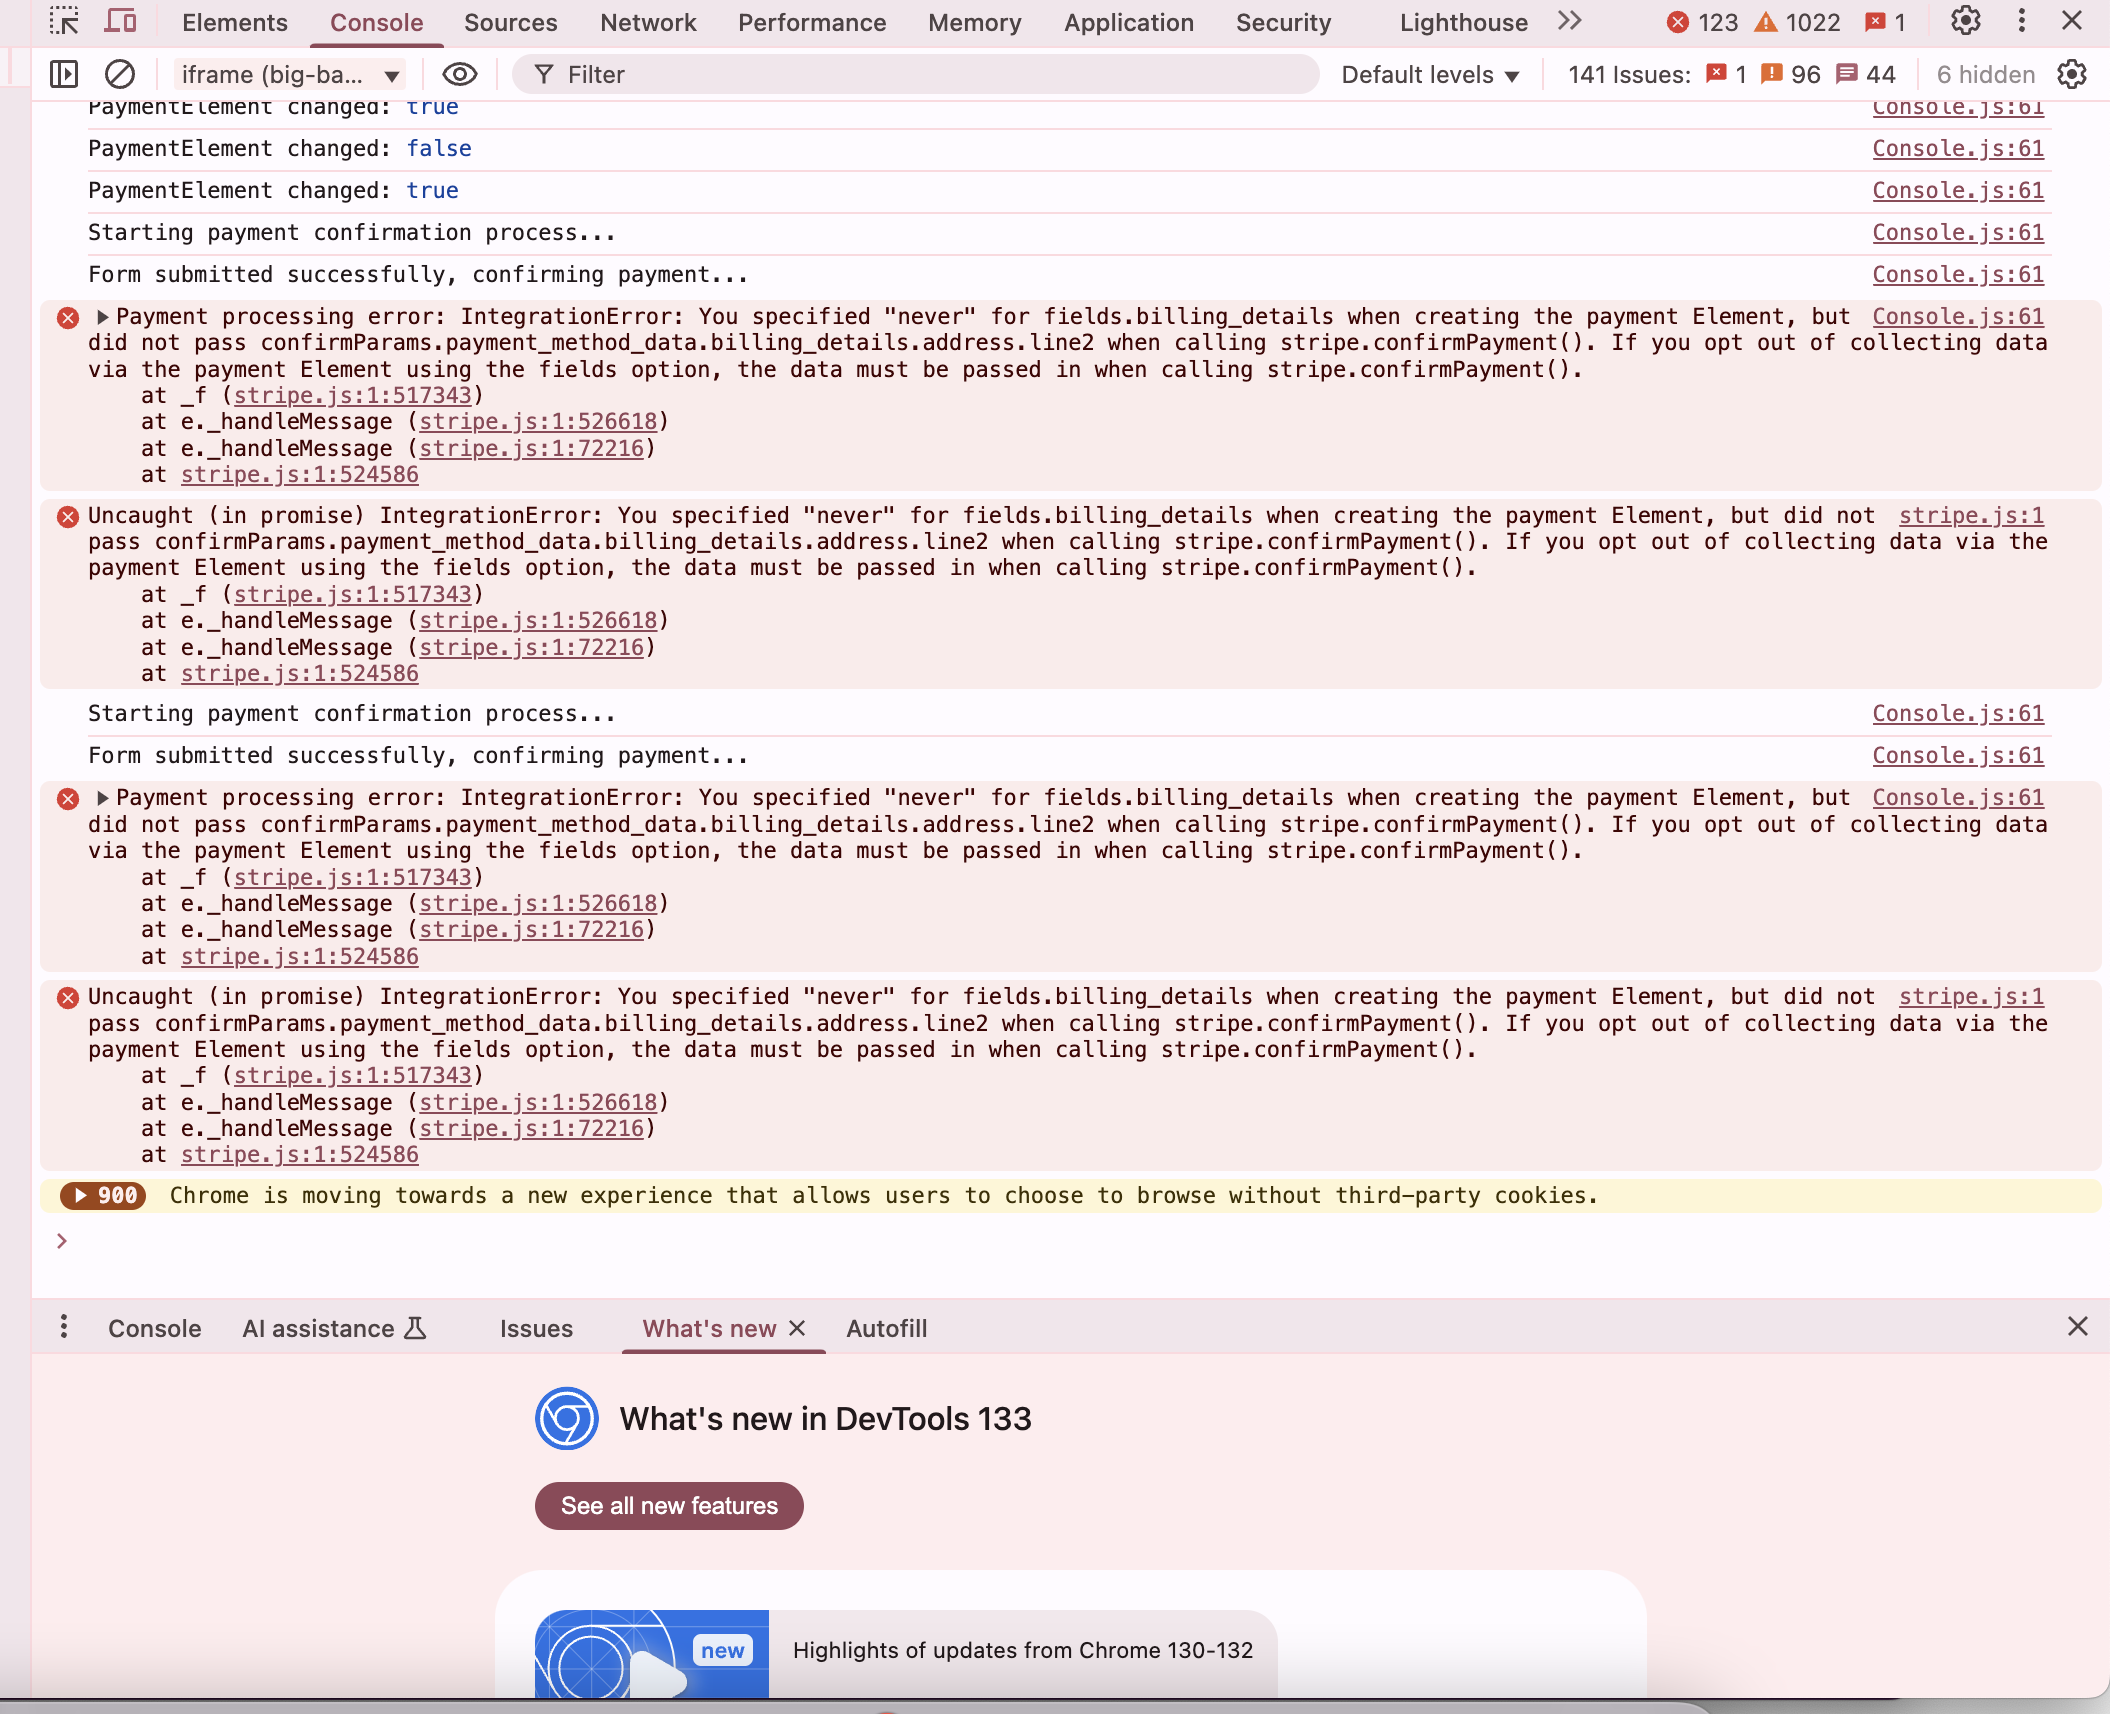 Elements Console Sources Network Performance Memory Application Security Lighthouse 123 1022 1
iframe (big-ba... Filter Default levels 141 Issues: 1 96 44 6 hidden
PaymentElement changed: true Console.js:61
PaymentElement changed: false Console.js:61
PaymentElement changed: true Console.js:61
Starting payment confirmation process... Console.js:61
Form submitted successfully, confirming payment... Console.js:61
Payment processing error: IntegrationError: You specified "never" for fields.billing_details when creating the payment Element, but Console.js:61
did not pass confirmParams.payment_method_data.billing_details.address.line2 when calling stripe.confirmPayment(). If you opt out of collecting data
via the payment Element using the fields option, the data must be passed in when calling stripe.confirmPayment().
at _f (stripe.js:1:517343)
at e._handleMessage (stripe.js:1:526618)
at e._handleMessage (stripe.js:1:72216)
at stripe.js:1:524586
Uncaught (in promise) IntegrationError: You specified "never" for fields.billing_details when creating the payment Element, but did not stripe.js:1
pass confirmParams.payment_method_data.billing_details.address.line2 when calling stripe.confirmPayment(). If you opt out of collecting data via the
payment Element using the fields option, the data must be passed in when calling stripe.confirmPayment().
at _f (stripe.js:1:517343)
at e._handleMessage (stripe.js:1:526618)
at e._handleMessage (stripe.js:1:72216)
at stripe.js:1:524586
Starting payment confirmation process... Console.js:61
Form submitted successfully, confirming payment... Console.js:61
Payment processing error: IntegrationError: You specified "never" for fields.billing_details when creating the payment Element, but Console.js:61
did not pass confirmParams.payment_method_data.billing_details.address.line2 when calling stripe.confirmPayment(). If you opt out of collecting data
via the payment Element using the fields option, the data must be passed in when calling stripe.confirmPayment().
at _f (stripe.js:1:517343)
at e._handleMessage (stripe.js:1:526618)
at e._handleMessage (stripe.js:1:72216)
at stripe.js:1:524586
Uncaught (in promise) IntegrationError: You specified "never" for fields.billing_details when creating the payment Element, but did not stripe.js:1
pass confirmParams.payment_method_data.billing_details.address.line2 when calling stripe.confirmPayment(). If you opt out of collecting data via the
payment Element using the fields option, the data must be passed in when calling stripe.confirmPayment().
at _f (stripe.js:1:517343)
at e._handleMessage (stripe.js:1:526618)
at e._handleMessage (stripe.js:1:72216)
at stripe.js:1:524586
900 Chrome is moving towards a new experience that allows users to choose to browse without third-party cookies.
Console AI assistance Issues What's new Autofill
What's new in DevTools 133
See all new features
new Highlights of updates from Chrome 130-132